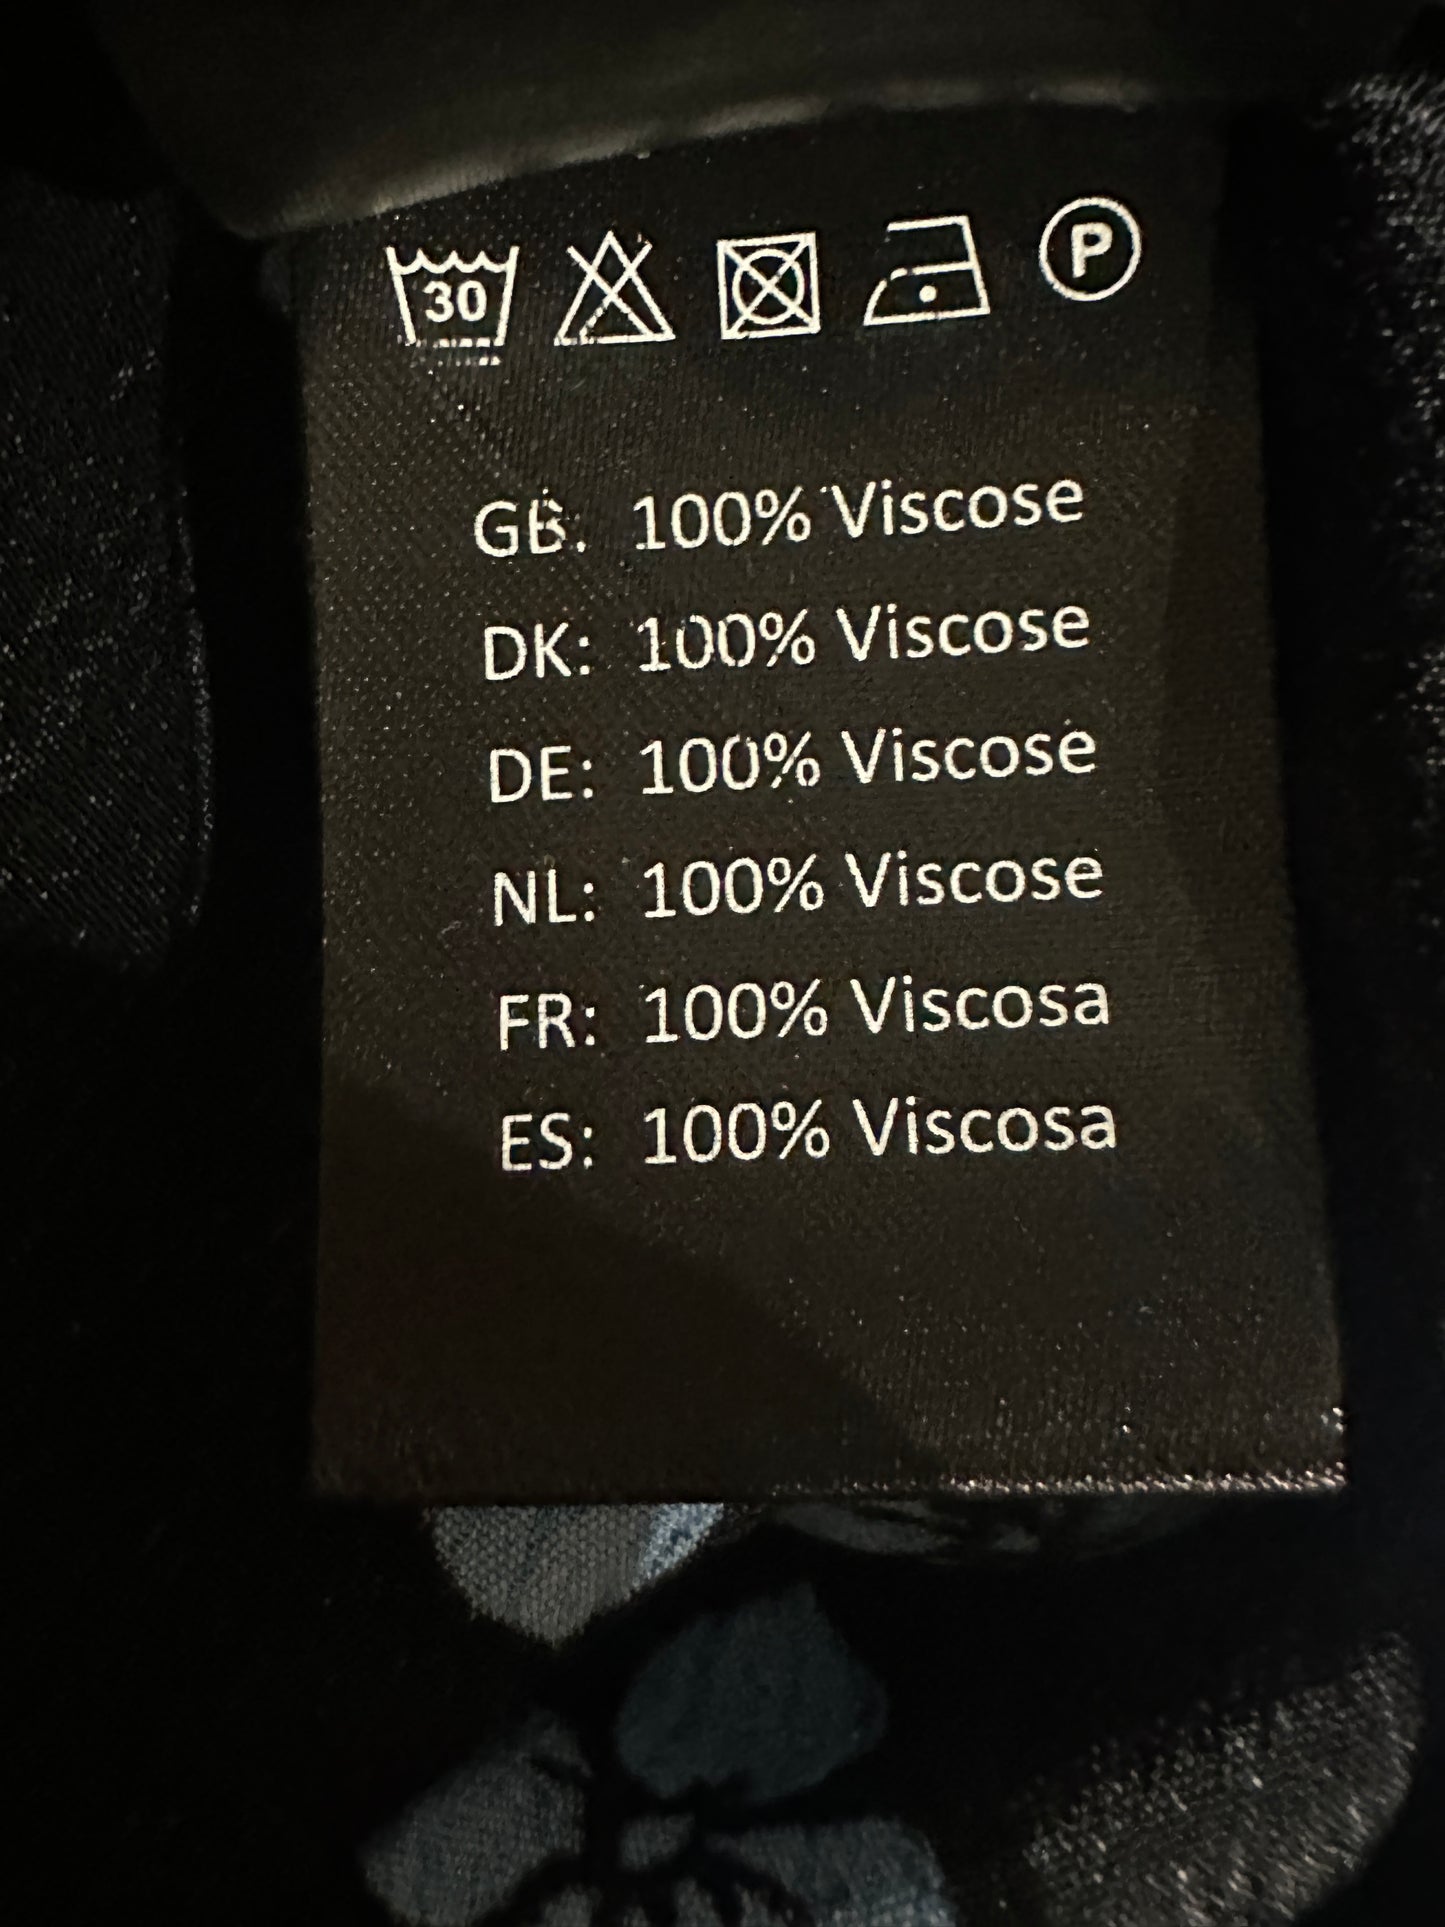 30 P
GB: 100% Viscose
DK: 100% Viscose
DE: 100% Viscose
NL: 100% Viscose
FR: 100% Viscosa
ES: 100% Viscosa